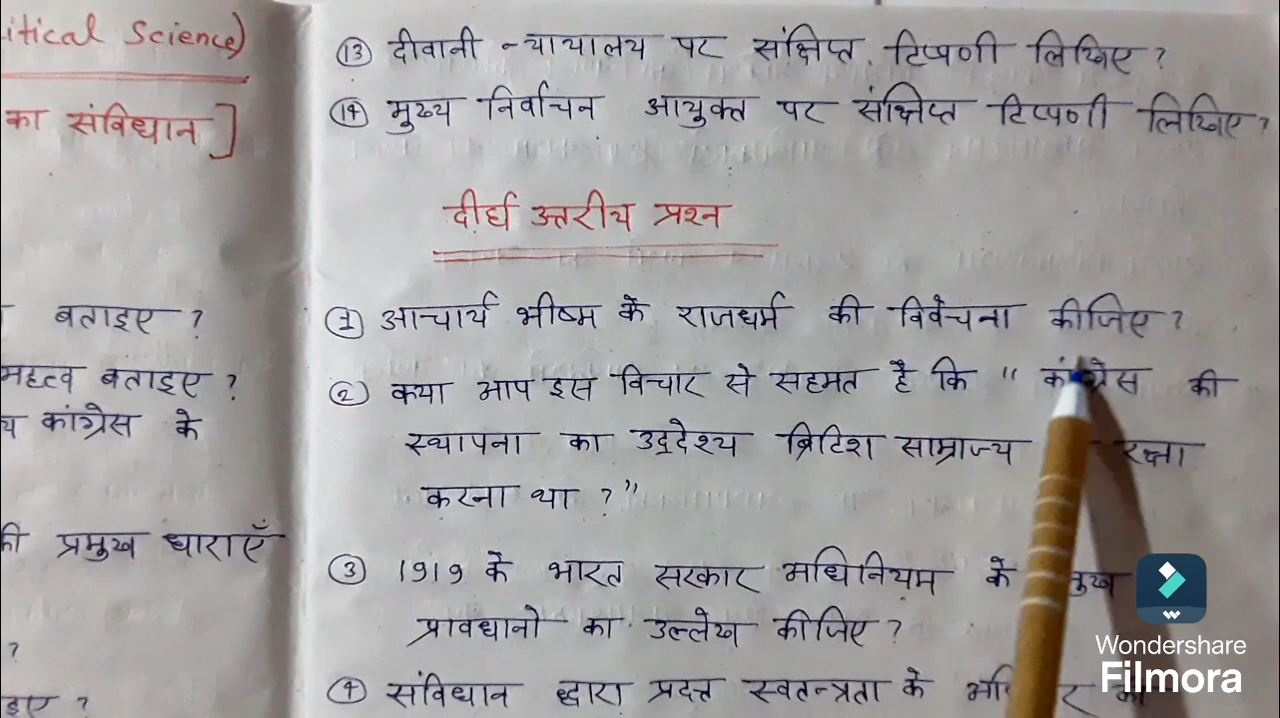 itical Science)
का संविधान ]
बताइए ?
महत्व बताइए ?
य कांग्रेस के
की प्रमुख धाराएँ
?
इए ?
(13) दीवानी न्यायालय पर संक्षिप्त टिप्पणी लिखिए ?
(14) मुख्य निर्वाचन आयुक्त पर संक्षिप्त टिप्पणी लिखिए ?
दीर्घ उत्तरीय प्रश्न
(1) आचार्य भीष्म के राजधर्म की विवेचना कीजिए ?
(2) क्या आप इस विचार से सहमत है कि " कांग्रेस की
स्थापना का उद्देश्य ब्रिटिश साम्राज्य रक्षा
करना था ? "
(3) 1919 के भारत सरकार अधिनियम के
प्रावधानो का उल्लेख कीजिए ?
(4) संविधान द्वारा प्रदत्त स्वतन्त्रता के
Wondershare
Filmora